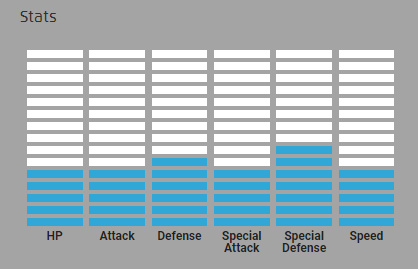 Stats
HP
Attack
Defense
Special
Attack
Special
Defense
Speed